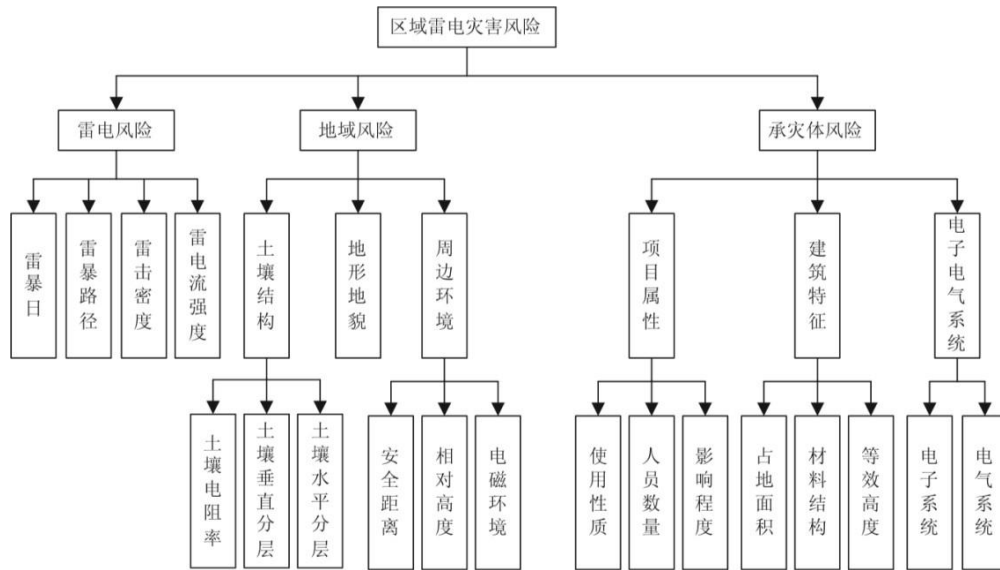 区域雷电灾害风险
雷电风险
地域风险
承灾体风险
雷暴日
雷暴路径
雷击密度
雷电流强度
土壤结构
地形地貌
周边环境
项目属性
建筑特征
电子电气系统
土壤电阻率
土壤垂直分层
土壤水平分层
安全距离
相对高度
电磁环境
使用性质
人员数量
影响程度
占地面积
材料结构
等效高度
电子系统
电气系统